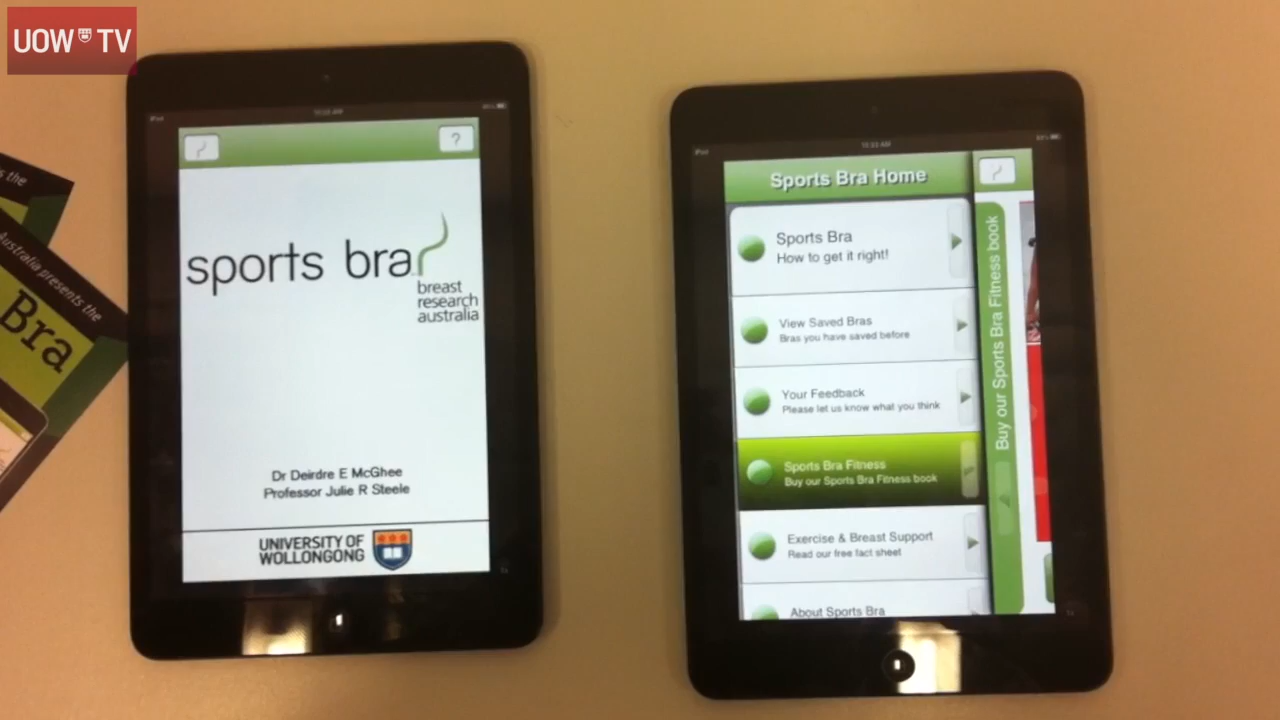 UOW TV
s the
Australia presents the
Bra
iPad
?
sports bra
breast
research
australia
Dr Deirdre E McGhee
Professor Julie R Steele
UNIVERSITY OF
WOLLONGONG
iPad
Sports Bra Home
Sports Bra
How to get it right!
View Saved Bras
Bras you have saved before
Your Feedback
Please let us know what you think
Sports Bra Fitness
Buy our Sports Bra Fitness book
Exercise & Breast Support
Read our free fact sheet
About Sports Bra
Buy our Sports Bra Fitness book